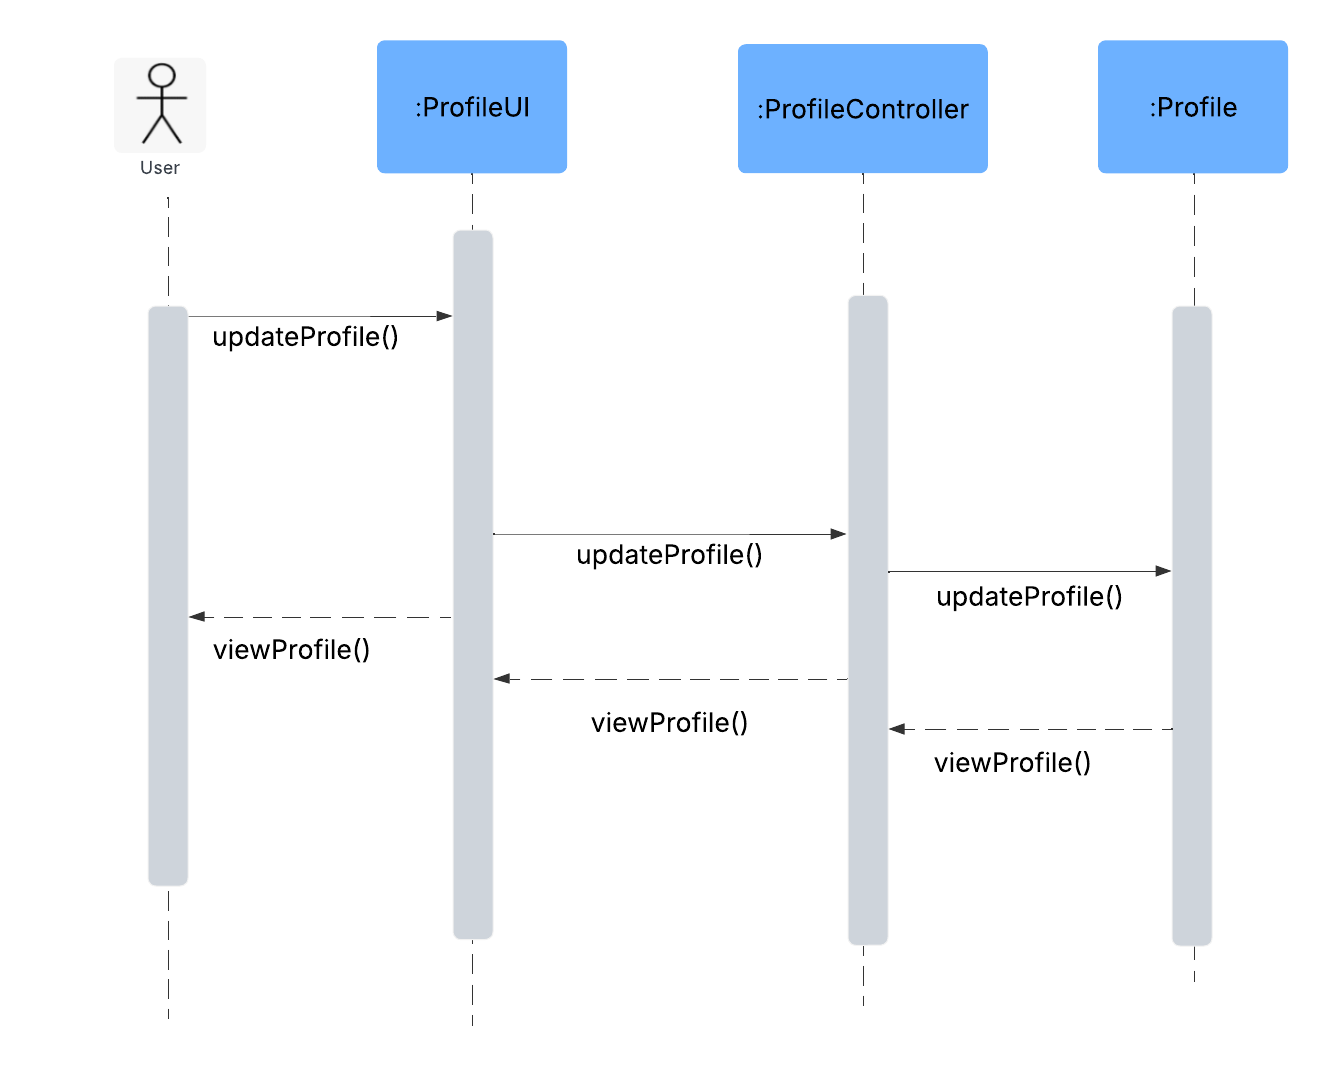 User
:ProfileUI
:ProfileController
:Profile
updateProfile()
updateProfile()
updateProfile()
viewProfile()
viewProfile()
viewProfile()